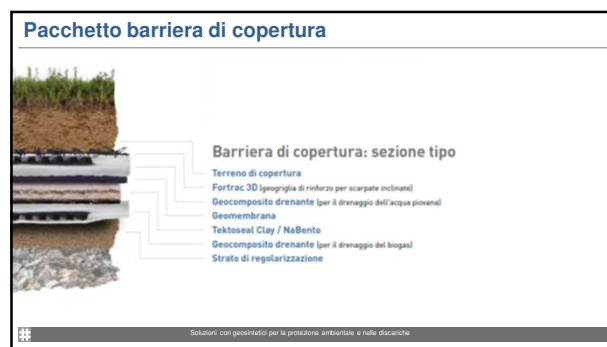 Pacchetto barriera di copertura
Barriera di copertura: sezione tipo
Terreno di copertura
Fortrac 3D (geogriglia di rinforzo per scarpate inclinate)
Geocomposito drenante (per il drenaggio dell'acqua piovana)
Geomembrana
Tektoseal Clay / NaBento
Geocomposito drenante (per il drenaggio del biogas)
Strato di regolarizzazione
Soluzioni con geosintetici per la protezione ambientale e nelle discariche